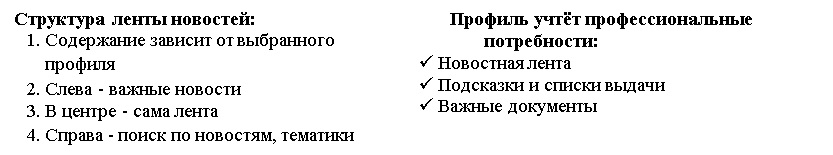 Структура ленты новостей:
1. Содержание зависит от выбранного
профиля
2. Слева - важные новости
3. В центре - сама лента
4. Справа - поиск по новостям, тематики
Профиль учтёт профессиональные
потребности:
✓ Новостная лента
✓ Подсказки и списки выдачи
✓ Важные документы